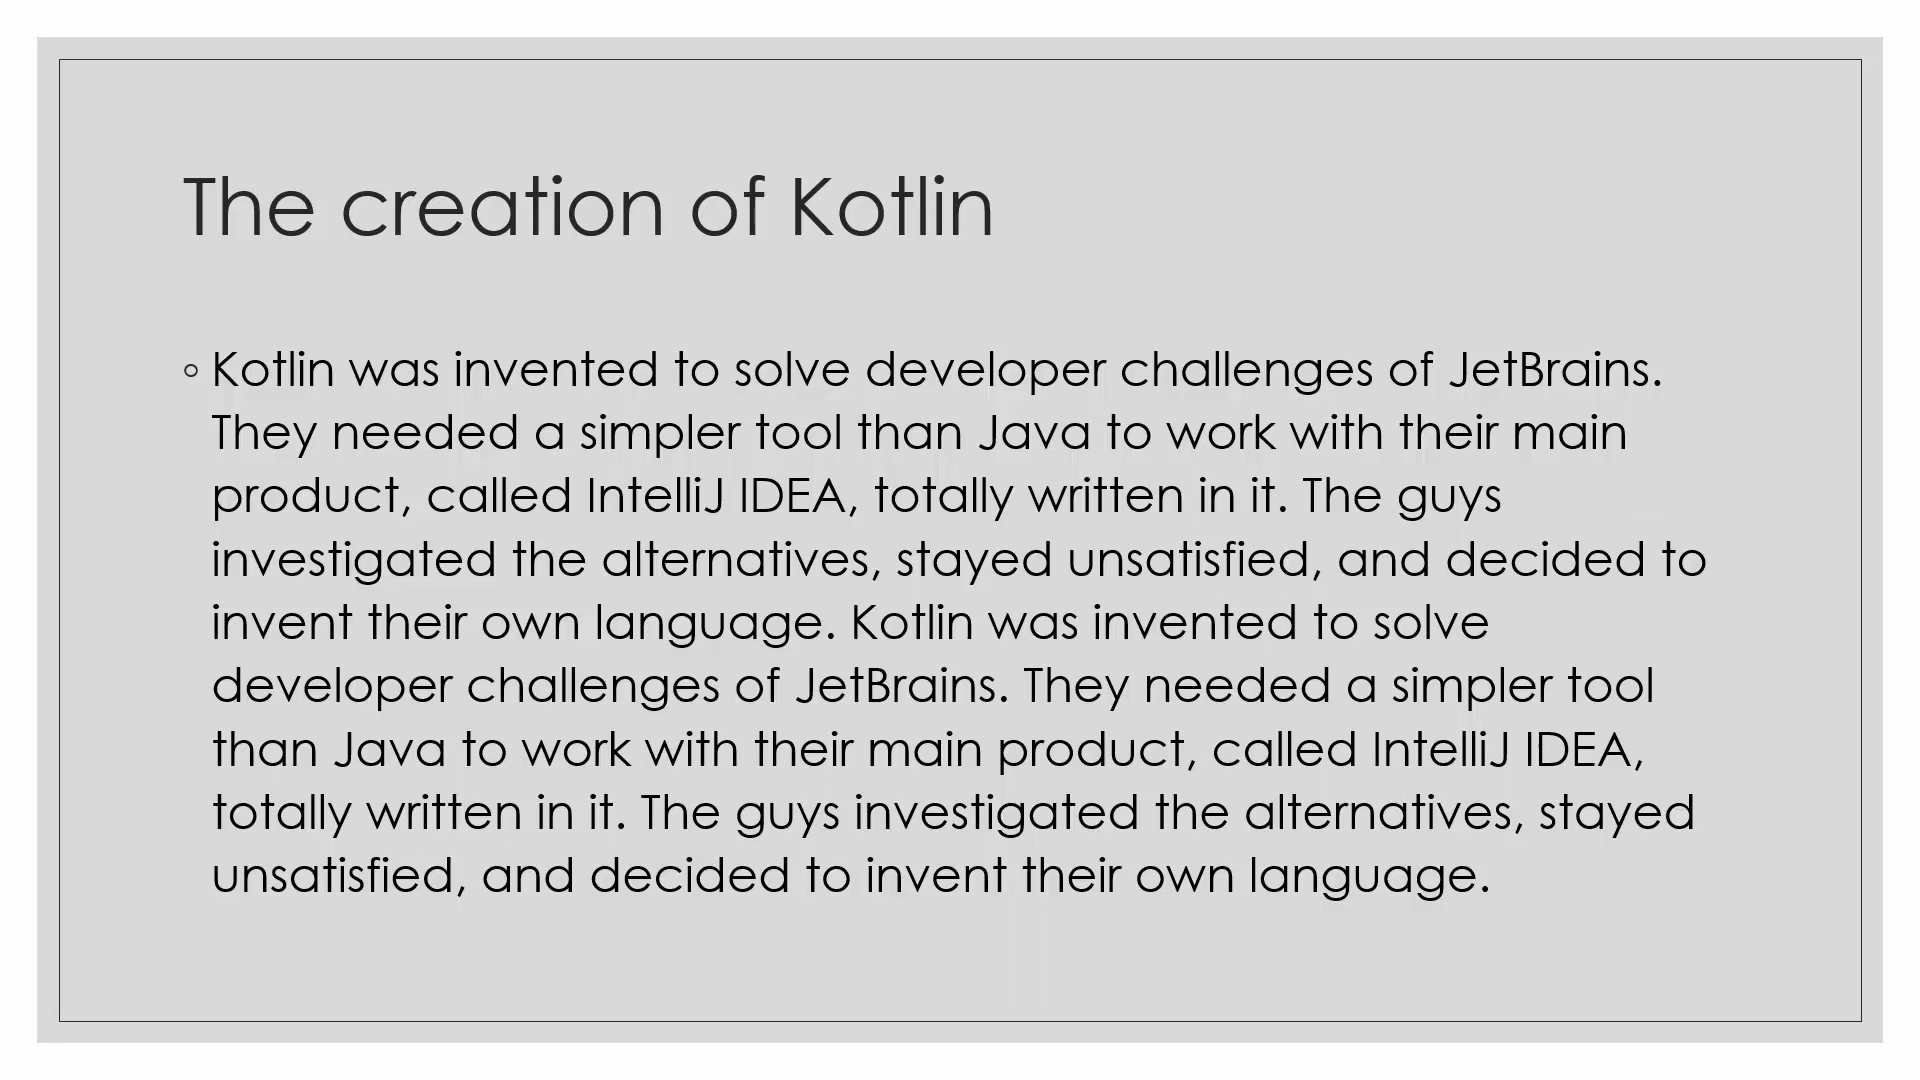 The creation of Kotlin
◦ Kotlin was invented to solve developer challenges of JetBrains.
They needed a simpler tool than Java to work with their main
product, called IntelliJ IDEA, totally written in it. The guys
investigated the alternatives, stayed unsatisfied, and decided to
invent their own language. Kotlin was invented to solve
developer challenges of JetBrains. They needed a simpler tool
than Java to work with their main product, called IntelliJ IDEA,
totally written in it. The guys investigated the alternatives, stayed
unsatisfied, and decided to invent their own language.